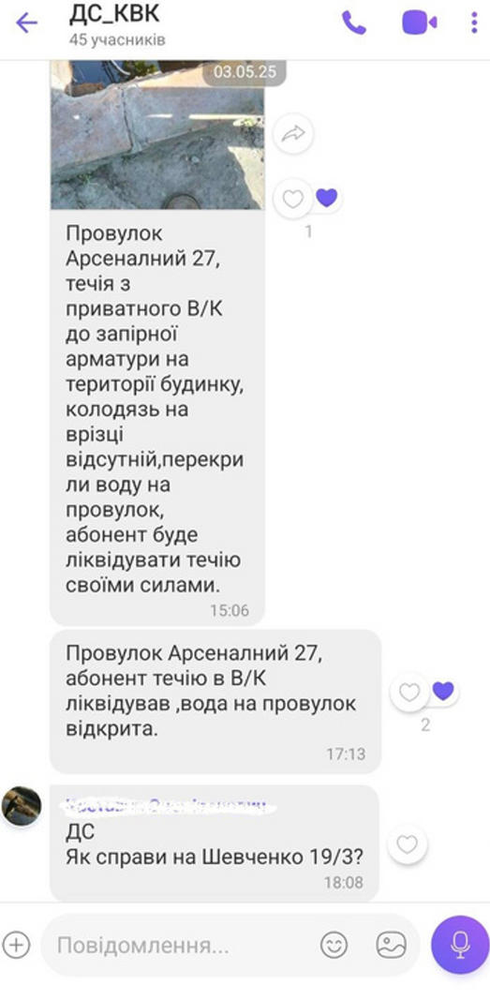 ДС_КВК
45 учасників
03.05.25
1
Провулок
Арсеналний 27,
течія з
приватного В/К
до запірної
арматури на
території будинку,
колодязь на
врізці
відсутній,перекри
ли воду на
провулок,
абонент буде
ліквідувати течію
своїми силами.
15:06
Провулок Арсеналний 27,
абонент течію в В/К
ліквідував ,вода на провулок
відкрита.
17:13
2
ДС
Як справи на Шевченко 19/3?
18:08
Повідомлення...